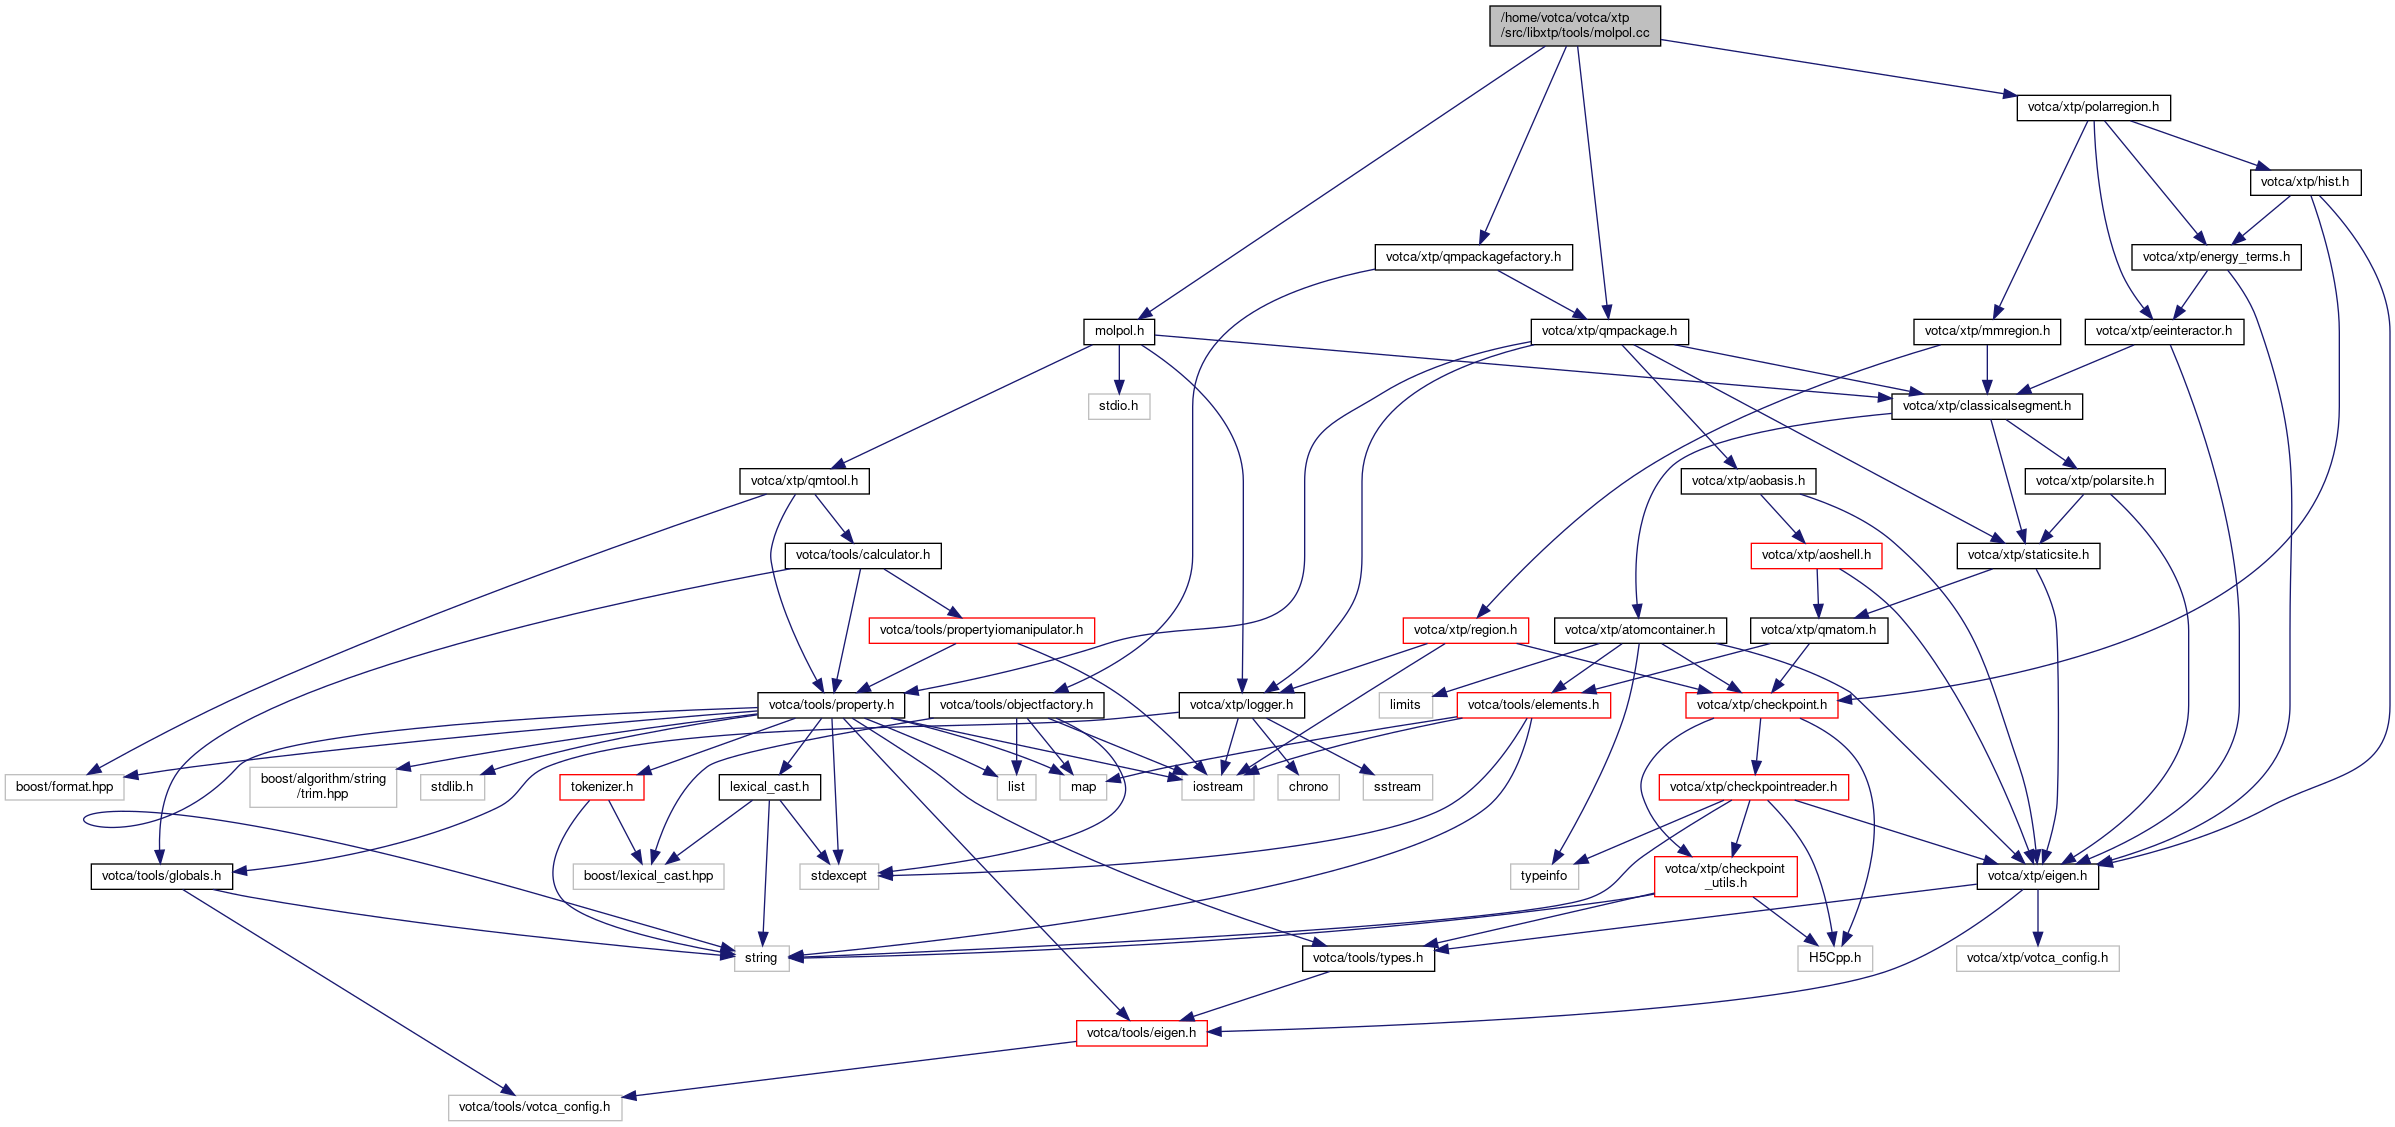 /home/votca/votca/xtp
/src/libxtp/tools/molpol.cc
votca/xtp/polarregion.h
votca/xtp/hist.h
votca/xtp/qmpackagefactory.h
votca/xtp/energy_terms.h
molpol.h
votca/xtp/qmpackage.h
votca/xtp/mmregion.h
votca/xtp/eeinteractor.h
stdio.h
votca/xtp/classicalsegment.h
votca/xtp/qmtool.h
votca/xtp/aobasis.h
votca/xtp/polarsite.h
votca/tools/calculator.h
votca/xtp/aoshell.h
votca/xtp/staticsite.h
votca/tools/propertyiomanipulator.h
votca/xtp/region.h
votca/xtp/atomcontainer.h
votca/xtp/qmatom.h
votca/tools/property.h
votca/tools/objectfactory.h
votca/xtp/logger.h
limits
votca/tools/elements.h
votca/xtp/checkpoint.h
boost/format.hpp
boost/algorithm/string
/trim.hpp
stdlib.h
tokenizer.h
lexical_cast.h
list
map
iostream
chrono
sstream
votca/xtp/checkpointreader.h
votca/tools/globals.h
boost/lexical_cast.hpp
stdexcept
typeinfo
votca/xtp/checkpoint
_utils.h
votca/xtp/eigen.h
string
votca/tools/types.h
H5Cpp.h
votca/xtp/votca_config.h
votca/tools/eigen.h
votca/tools/votca_config.h